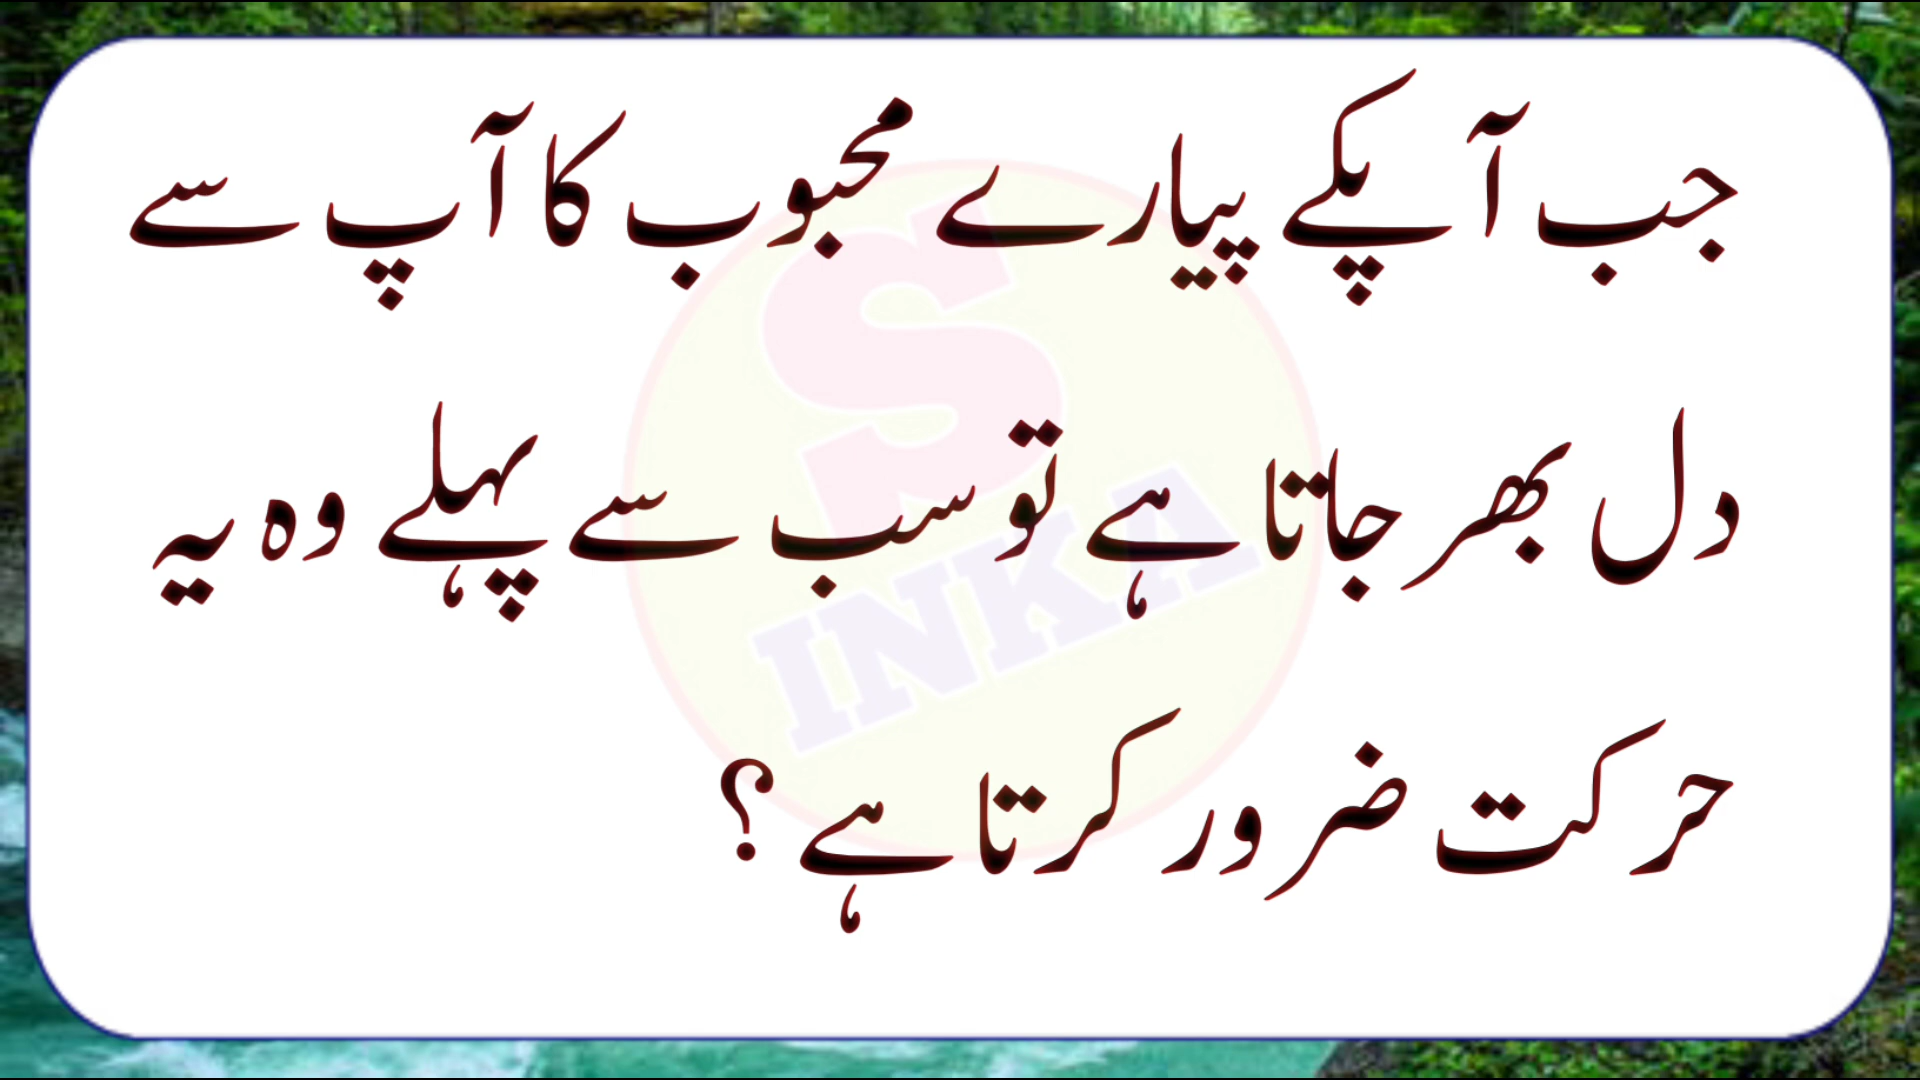 جب آپکے پیارے محبوب کا آپ سے
دل بھر جاتا ہے تو سب سے پہلے وہ یہ
حرکت ضرور کرتا ہے ؟
S
INKA